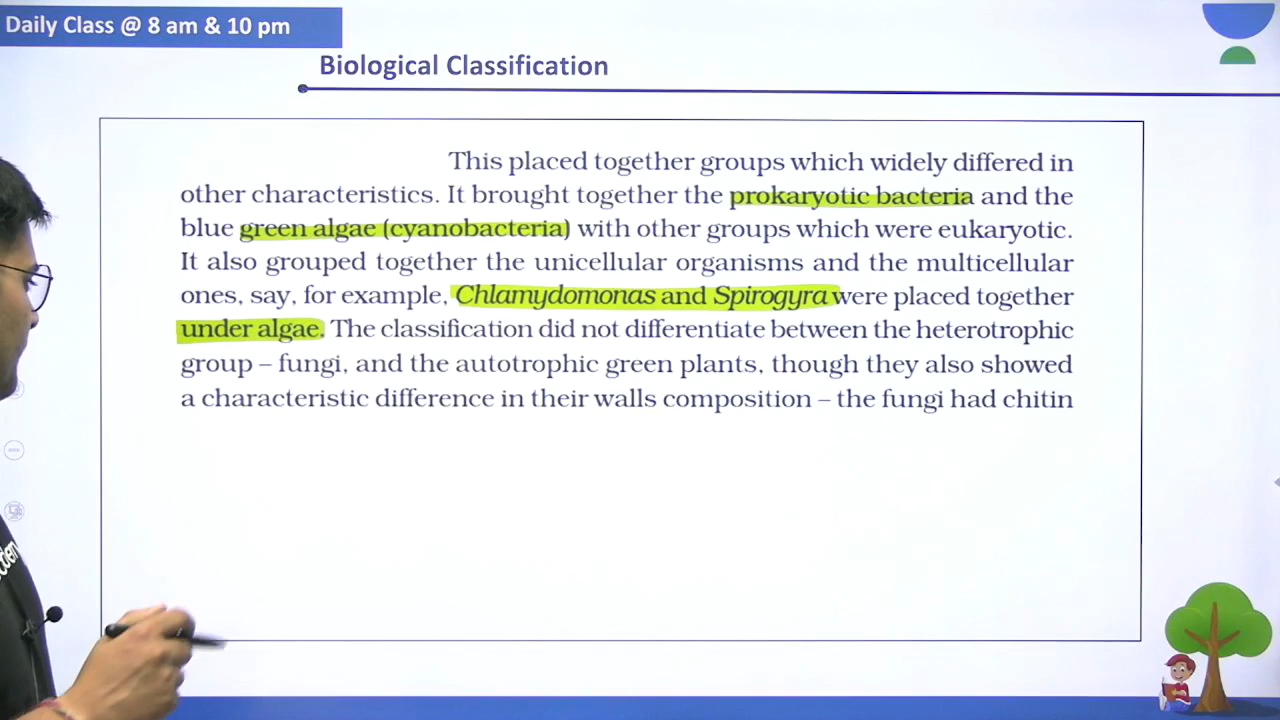 Daily Class @ 8 am & 10 pm
Biological Classification
This placed together groups which widely differed in
other characteristics. It brought together the prokaryotic bacteria and the
blue green algae (cyanobacteria) with other groups which were eukaryotic.
It also grouped together the unicellular organisms and the multicellular
ones, say, for example, Chlamydomonas and Spirogyra were placed together
under algae. The classification did not differentiate between the heterotrophic
group – fungi, and the autotrophic green plants, though they also showed
a characteristic difference in their walls composition – the fungi had chitin